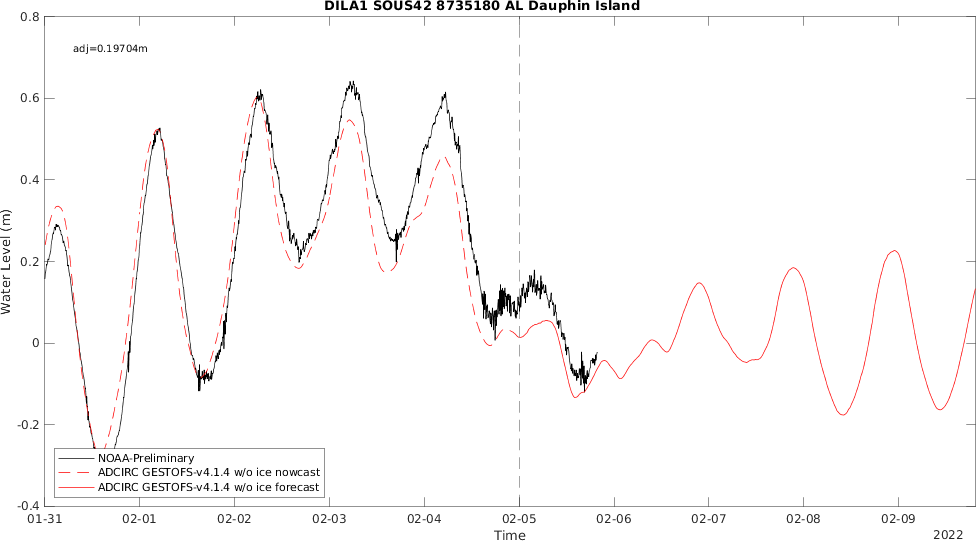 DILA1 SOUS42 8735180 AL Dauphin Island
adj=0.19704m
0.8
0.6
0.4
0.2
0
-0.2
-0.4
Water Level (m)
NOAA-Preliminary
ADCIRC GESTOFS-v4.1.4 w/o ice nowcast
ADCIRC GESTOFS-v4.1.4 w/o ice forecast
01-31 02-01 02-02 02-03 02-04 02-05 02-06 02-07 02-08 02-09
Time
2022